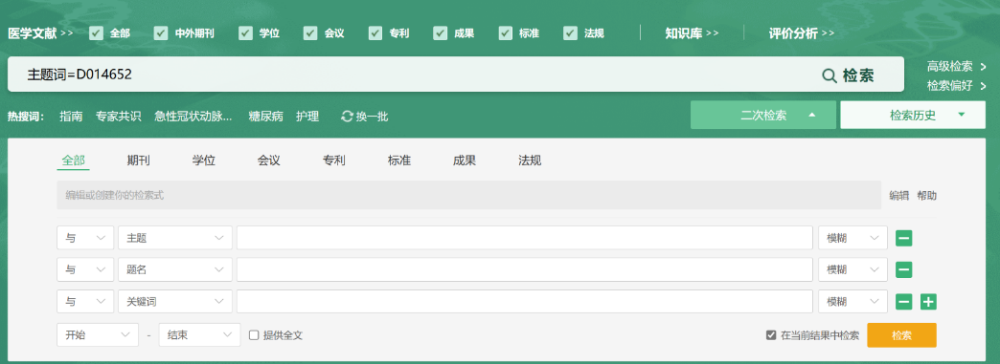 医学文献 >> 全部 中外期刊 学位 会议 专利 成果 标准 法规 知识库 >> 评价分析 >>
主题词=D014652 检索
高级检索 >
检索偏好 >
热搜词: 指南 专家共识 急性冠状动脉... 糖尿病 护理 换一批 二次检索 检索历史
全部 期刊 学位 会议 专利 标准 成果 法规
编辑或创建你的检索式 编辑 帮助
与 主题 模糊
与 题名 模糊
与 关键词 模糊
开始 - 结束 提供全文 在当前结果中检索 检索